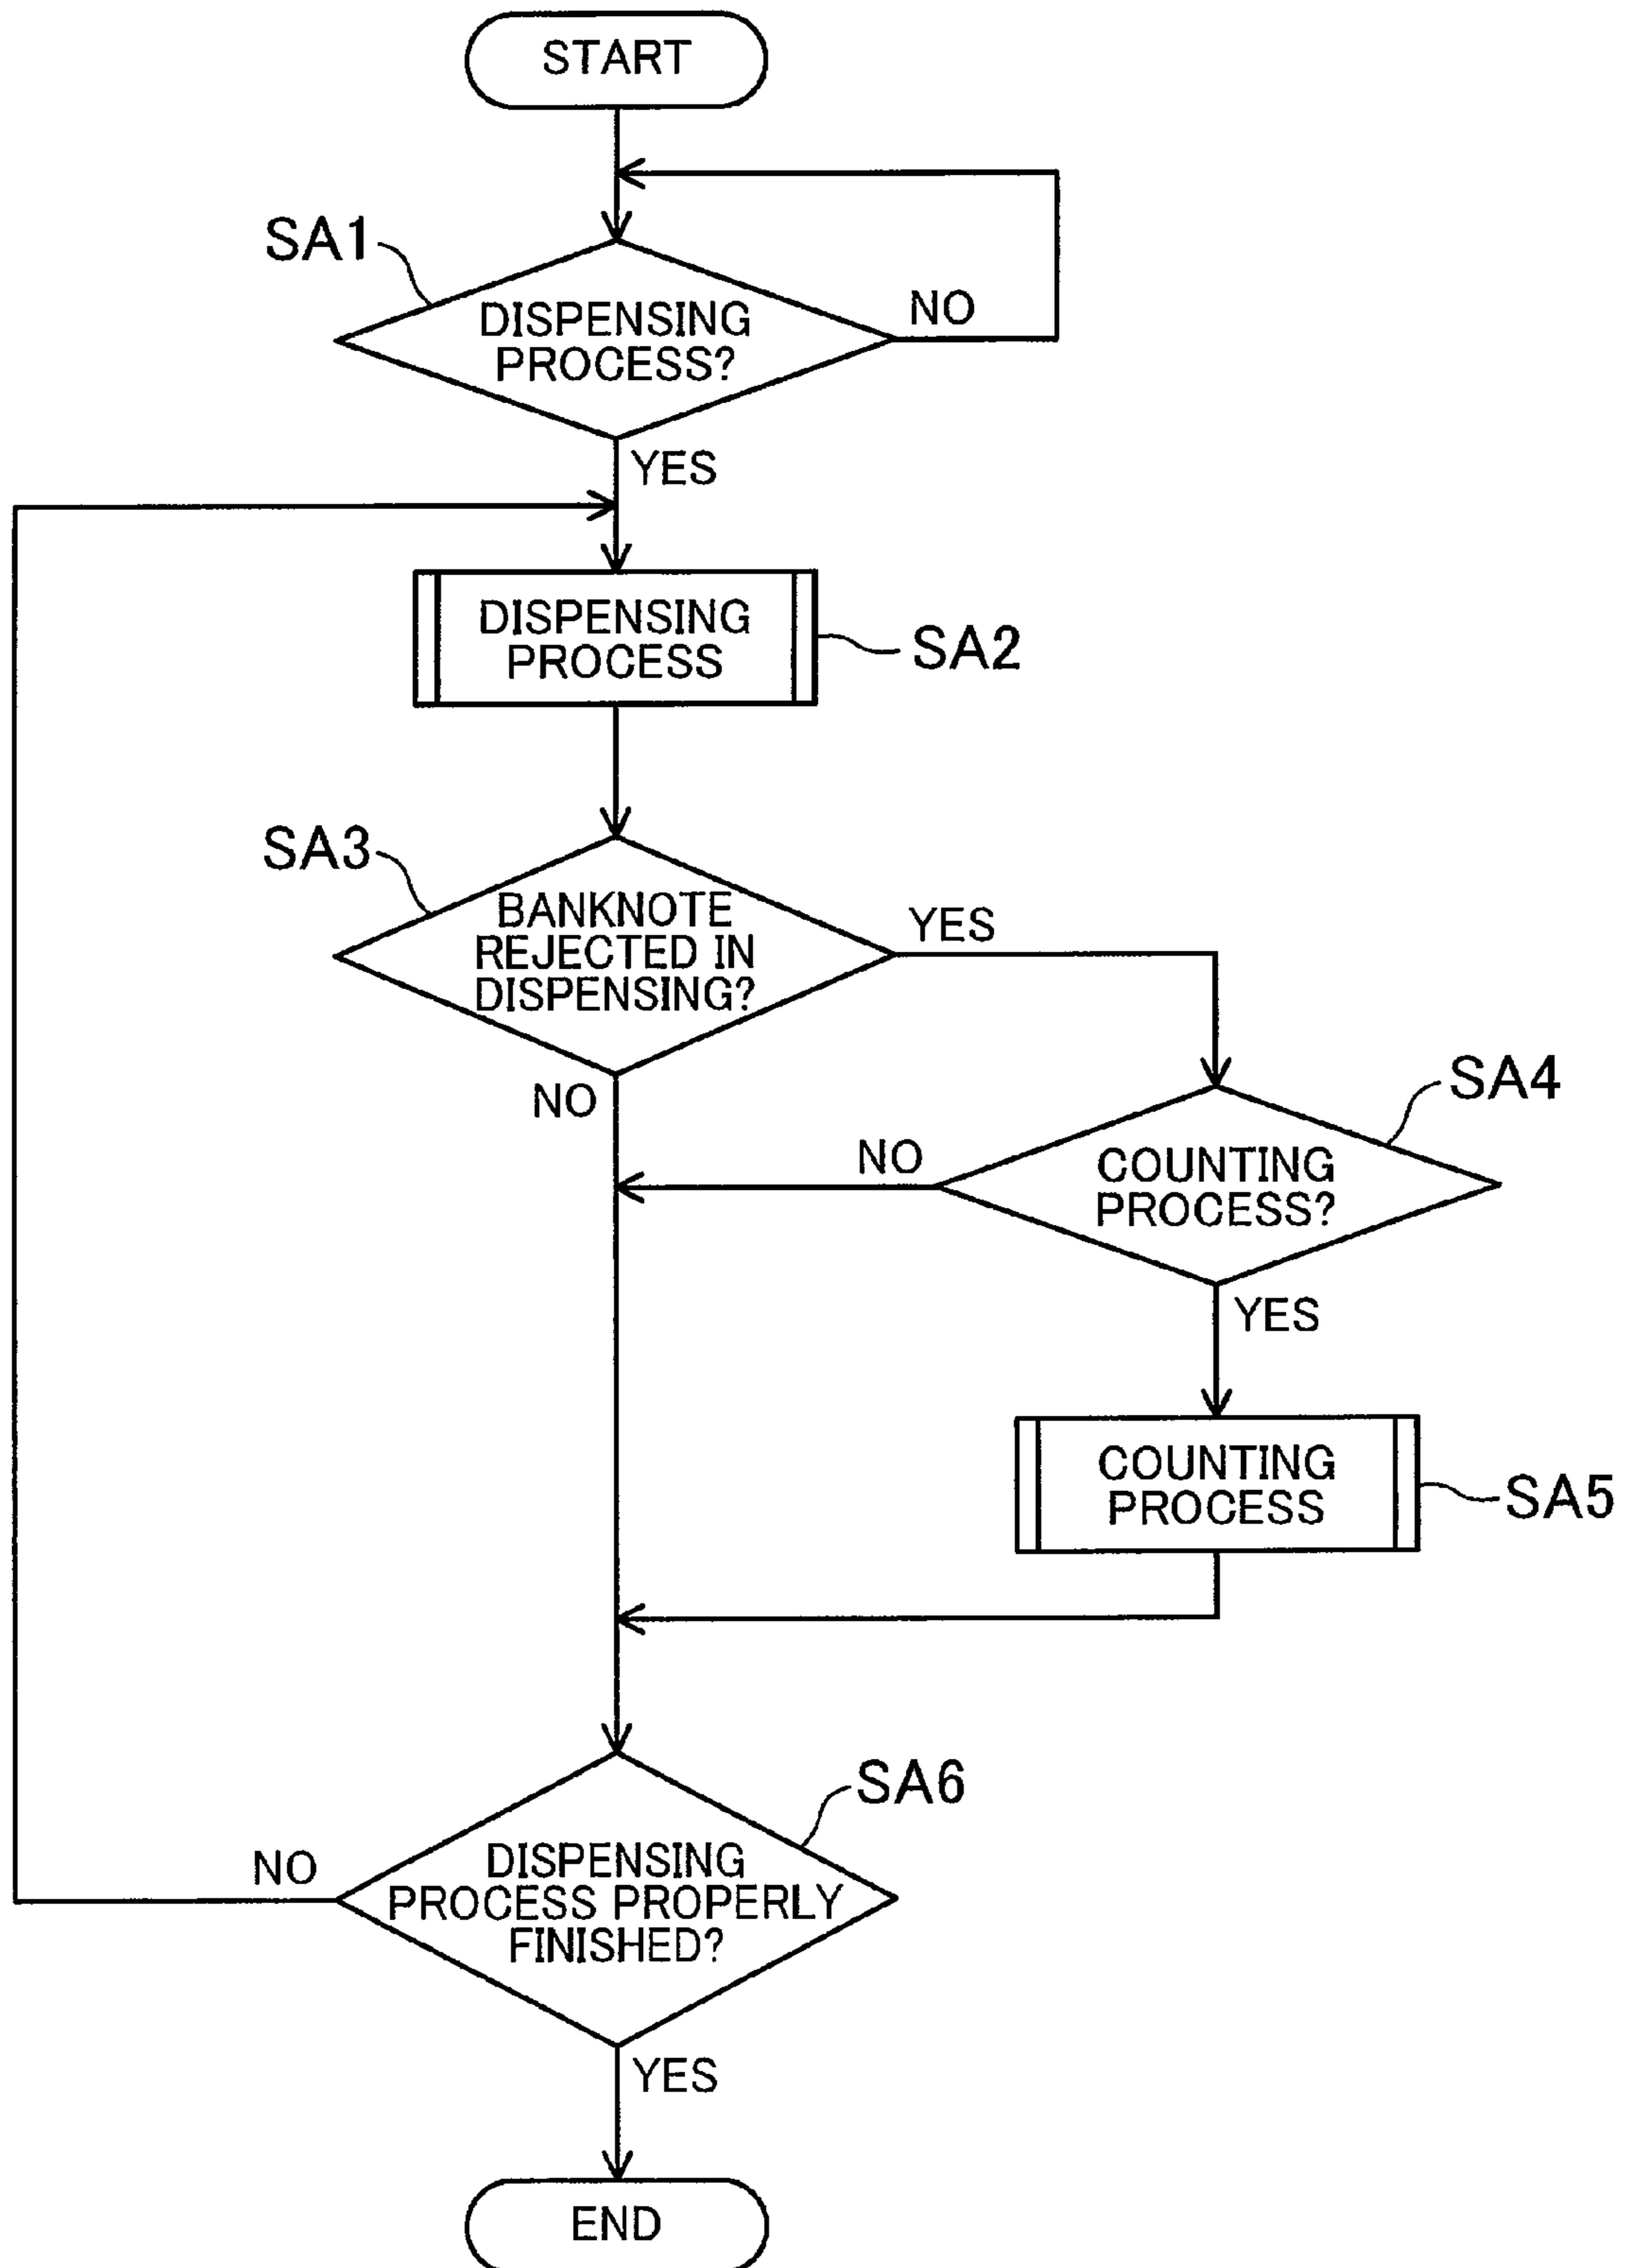 START
SA1
DISPENSING
PROCESS?
NO
YES
DISPENSING
PROCESS
SA2
SA3
BANKNOTE
REJECTED IN
DISPENSING?
YES
NO
SA4
NO
COUNTING
PROCESS?
YES
COUNTING
PROCESS
SA5
SA6
NO
DISPENSING
PROCESS PROPERLY
FINISHED?
YES
END